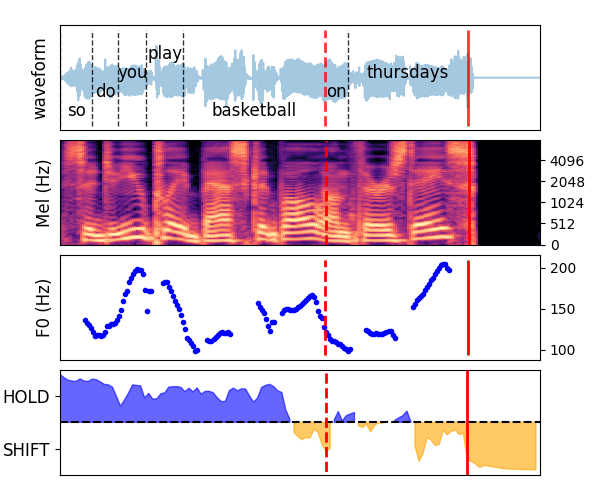 waveform
so
do
you
play
basketball
on
thursdays
Mel (Hz)
4096
2048
1024
512
0
F0 (Hz)
200
150
100
HOLD
SHIFT